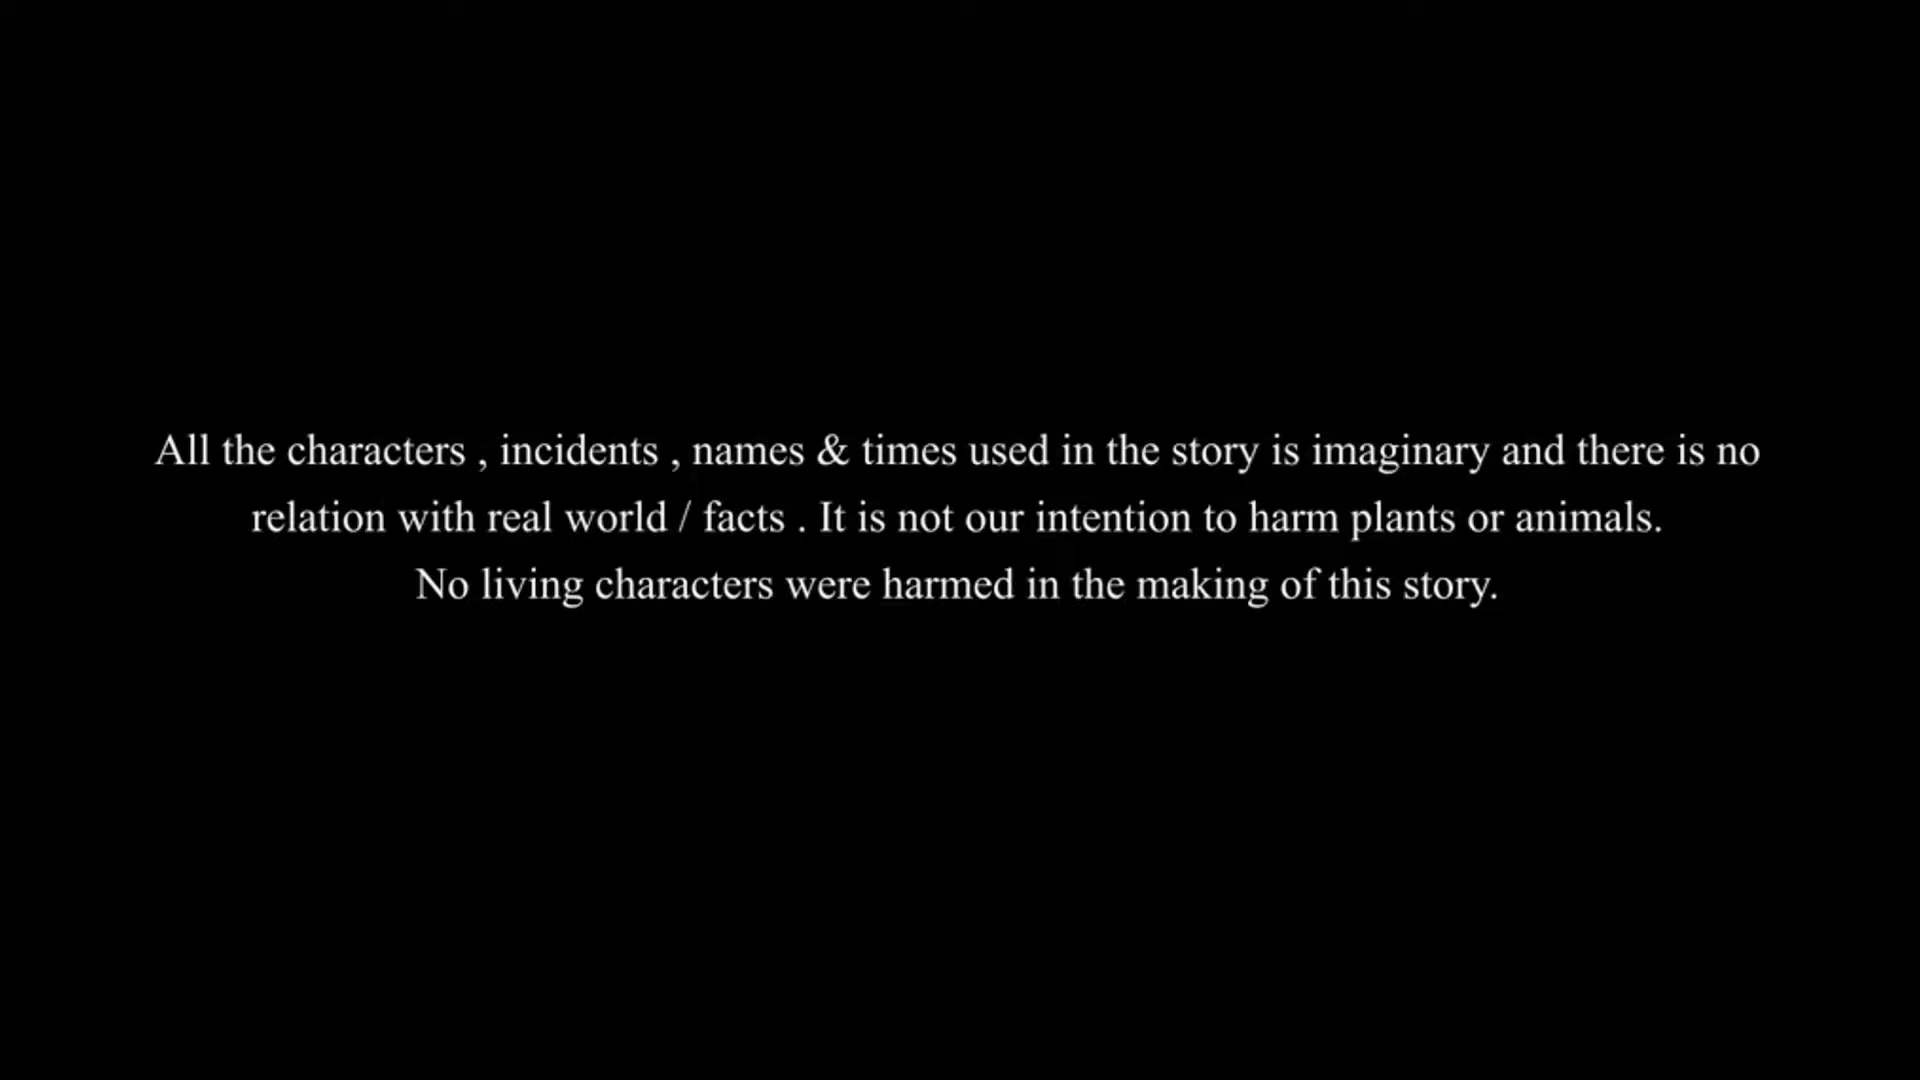 All the characters , incidents , names & times used in the story is imaginary and there is no
relation with real world / facts . It is not our intention to harm plants or animals.
No living characters were harmed in the making of this story.